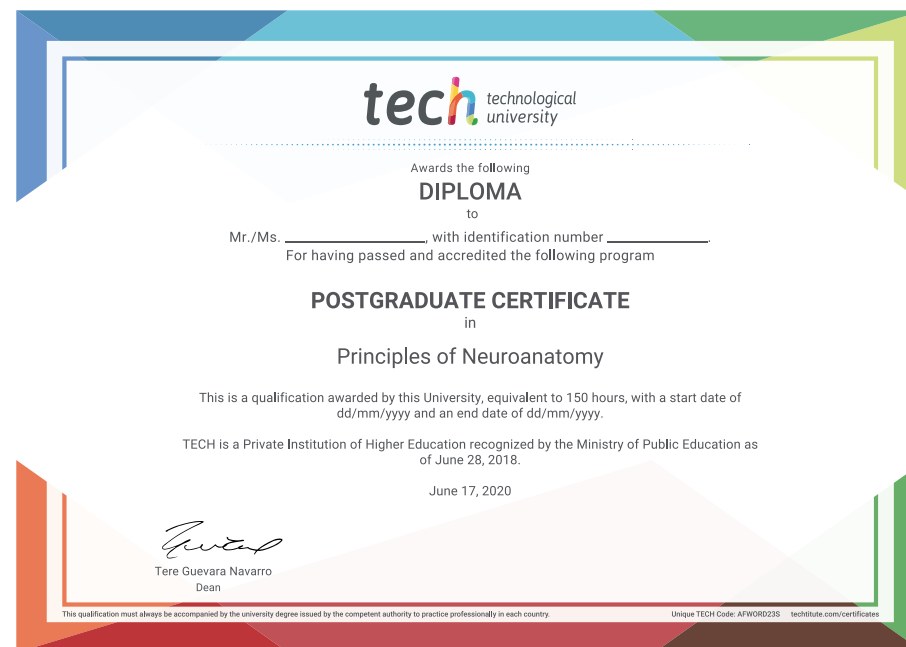 tech technological
university
Awards the following
DIPLOMA
to
Mr./Ms. ____________________, with identification number ______________.
For having passed and accredited the following program
POSTGRADUATE CERTIFICATE
in
Principles of Neuroanatomy
This is a qualification awarded by this University, equivalent to 150 hours, with a start date of
dd/mm/yyyy and an end date of dd/mm/yyyy.
TECH is a Private Institution of Higher Education recognized by the Ministry of Public Education as
of June 28, 2018.
June 17, 2020
Tere Guevara Navarro
Dean
This qualification must always be accompanied by the university degree issued by the competent authority to practice professionally in each country. Unique TECH Code: AFWORD23S techtitute.com/certificates